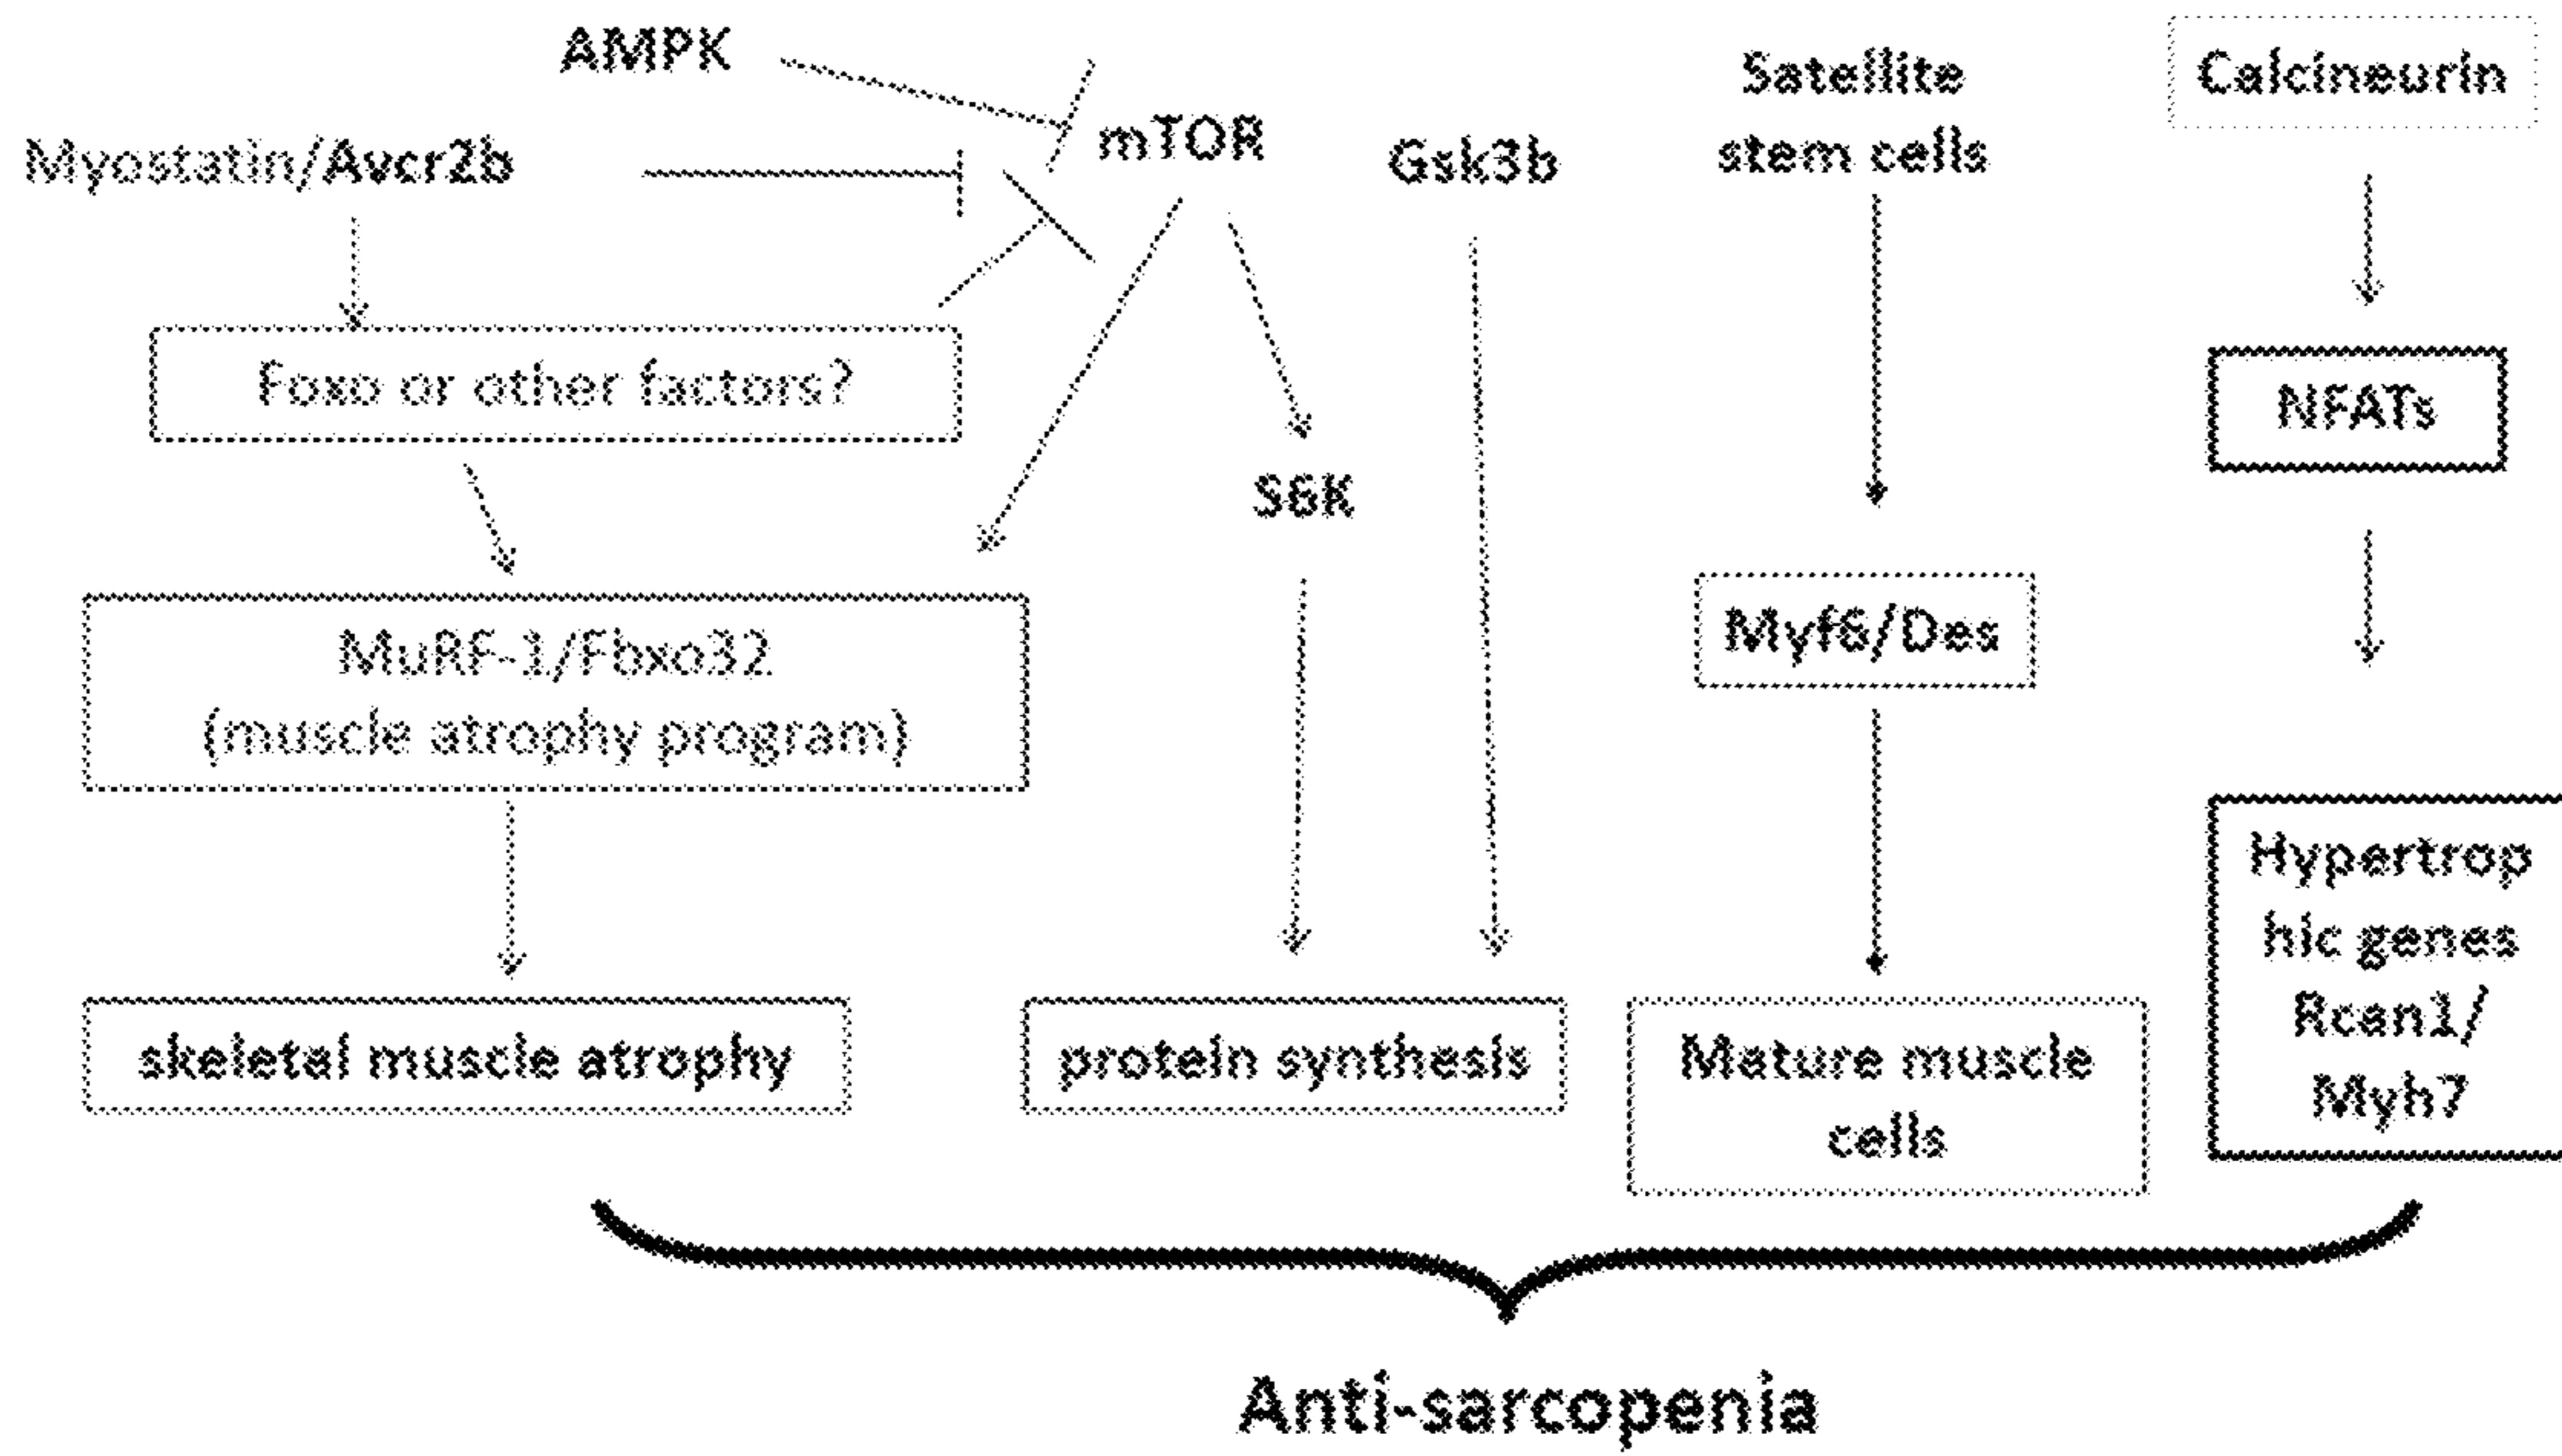 AMPK
Myostatin/Avcr2b
mTOR
Gsk3b
Satellite
stem cells
Calcineurin
Foxo or other factors?
NFATs
S6K
MuRF-1/Fbxo32
(muscle atrophy program)
Myf6/Des
Hypertrop
hic genes
Rcan1/
Myh7
skeletal muscle atrophy
protein synthesis
Mature muscle
cells
Anti-sarcopenia